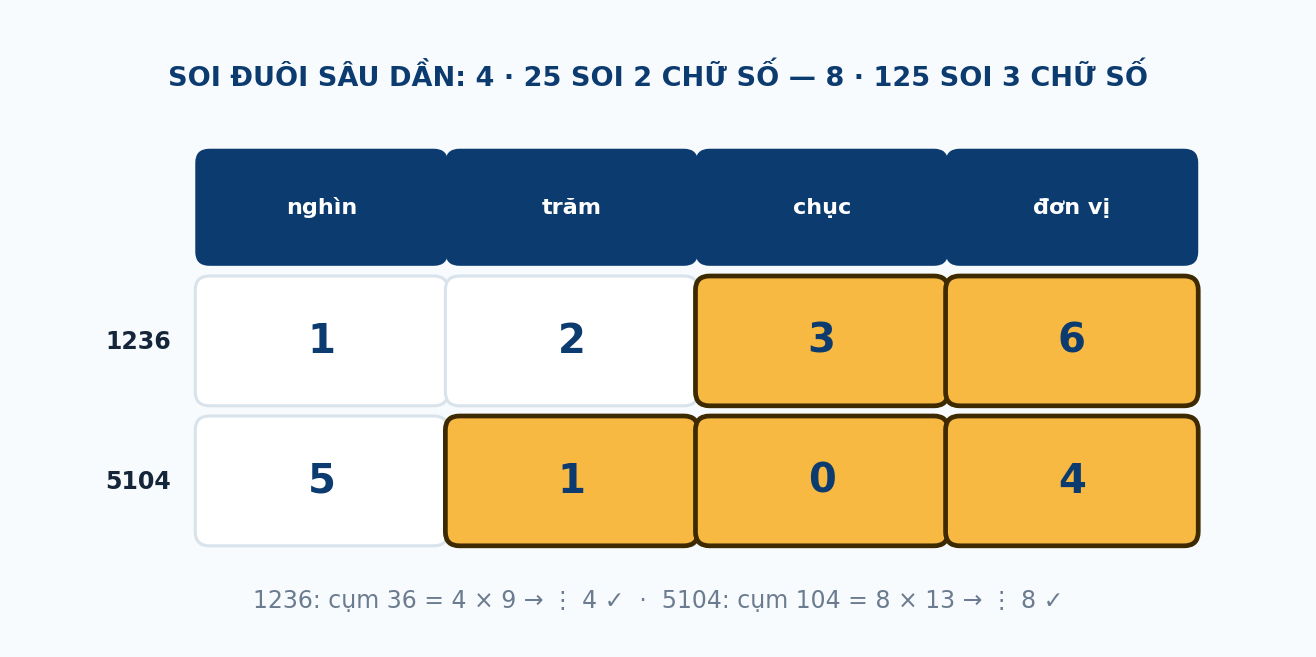 SOI ĐUÔI SÂU DẦN: 4 · 25 SOI 2 CHỮ SỐ — 8 · 125 SOI 3 CHỮ SỐ
nghìn trăm chục đơn vị
1236 1 2 3 6
5104 5 1 0 4
1236: cụm 36 = 4 × 9 → ⋮ 4 ✓ · 5104: cụm 104 = 8 × 13 → ⋮ 8 ✓